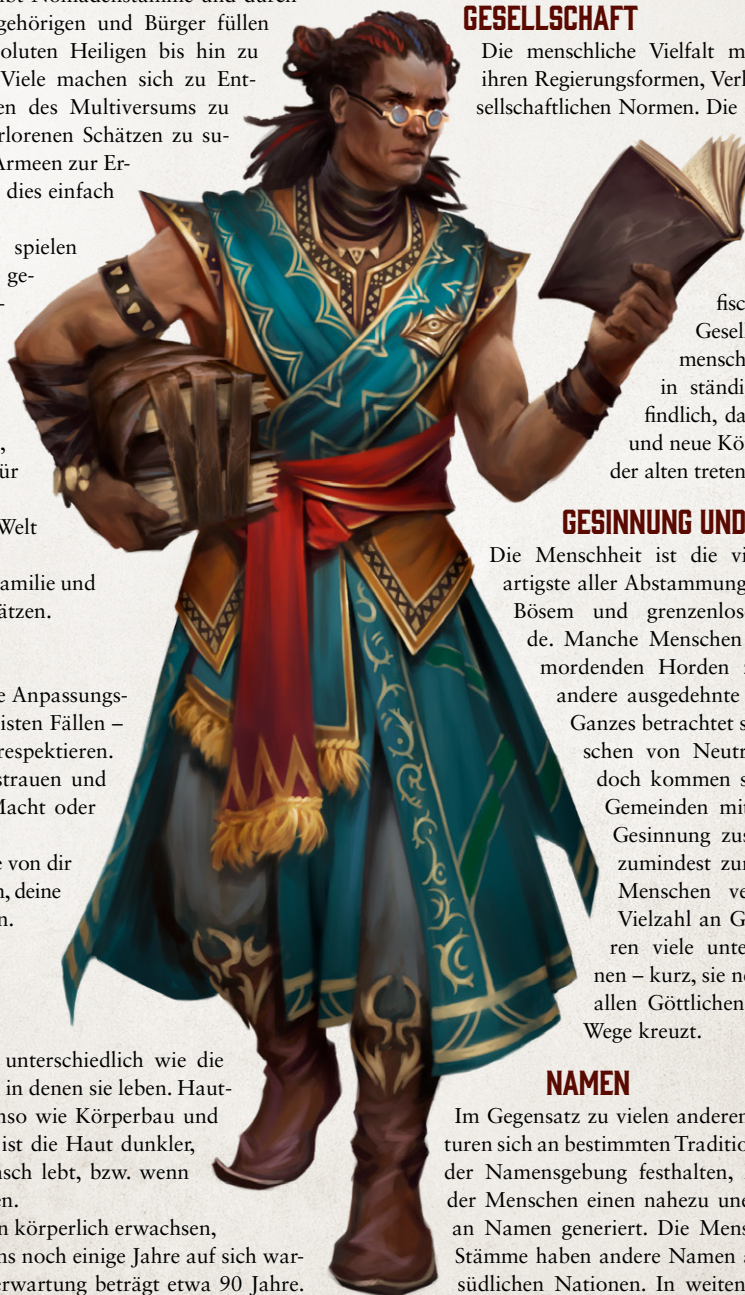 bt Nomadenstämme und durch
gehörigen und Bürger füllen
soluten Heiligen bis hin zu
Viele machen sich zu Ent-
en des Multiversums zu
rlorenen Schätzen zu su-
Armeen zur Er-
dies einfach
spielen
ge-
-
,
ür
Welt
amilie und
ätzen.
e Anpassungs-
isten Fällen –
respektieren.
strauen und
Macht oder
e von dir
n, deine
n.
unterschiedlich wie die
in denen sie leben. Haut-
nso wie Körperbau und
ist die Haut dunkler,
nsch lebt, bzw. wenn
en.
n körperlich erwachsen,
ns noch einige Jahre auf sich war-
erwartung beträgt etwa 90 Jahre.
GESELLSCHAFT
Die menschliche Vielfalt m
ihren Regierungsformen, Verh
sellschaftlichen Normen. Die
fisc
Gesell
mensch
in ständi
findlich, da
und neue Kö
der alten treten
GESINNUNG UND
Die Menschheit ist die vi
artigste aller Abstammung
Bösem und grenzenlos
de. Manche Menschen
mordenden Horden z
andere ausgedehnte
Ganzes betrachtet s
schen von Neutr
doch kommen s
Gemeinden mit
Gesinnung zus
zumindest zur
Menschen ve
Vielzahl an G
ren viele unte
nen – kurz, sie ne
allen Göttlichen
Wege kreuzt.
NAMEN
Im Gegensatz zu vielen anderen
turen sich an bestimmten Traditio
der Namensgebung festhalten,
der Menschen einen nahezu une
an Namen generiert. Die Mens
Stämme haben andere Namen a
südlichen Nationen. In weiten